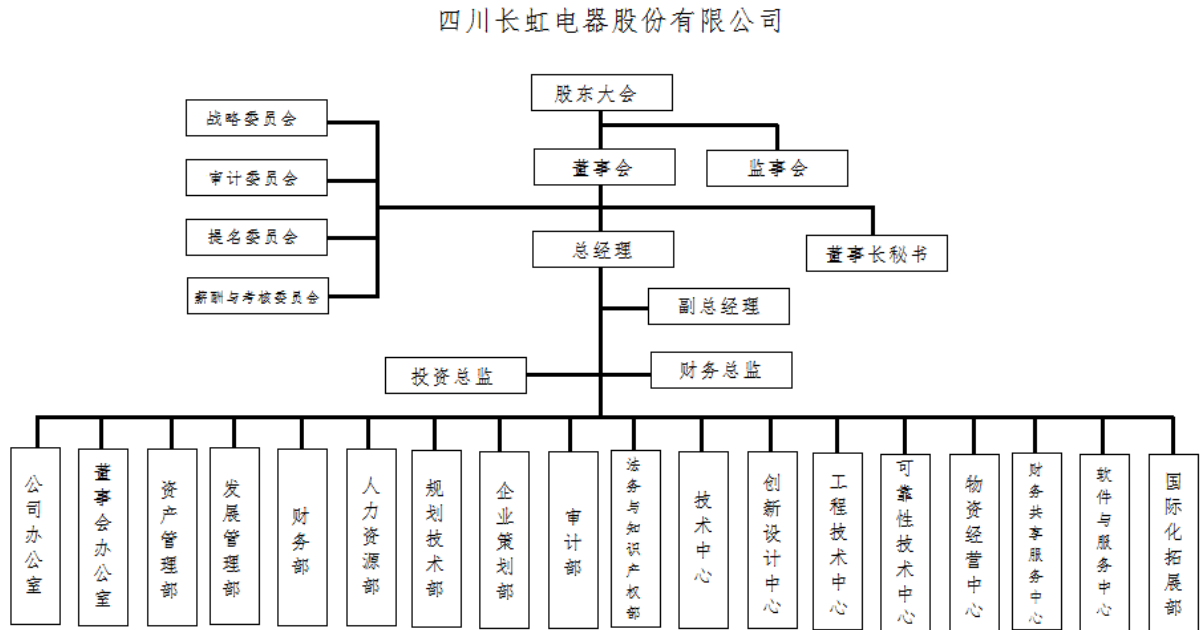 四川长虹电器股份有限公司
股东大会
战略委员会
董事会
监事会
审计委员会
提名委员会
总经理
董事长秘书
薪酬与考核委员会
副总经理
投资总监
财务总监
公司办公室
董事会办公室
资产管理部
发展管理部
财务部
人力资源部
规划技术部
企业策划部
审计部
法务与知识产权部
技术中心
创新设计中心
工程技术中心
可靠性技术中心
物资经营中心
财务共享服务中心
软件与服务中心
国际化拓展部